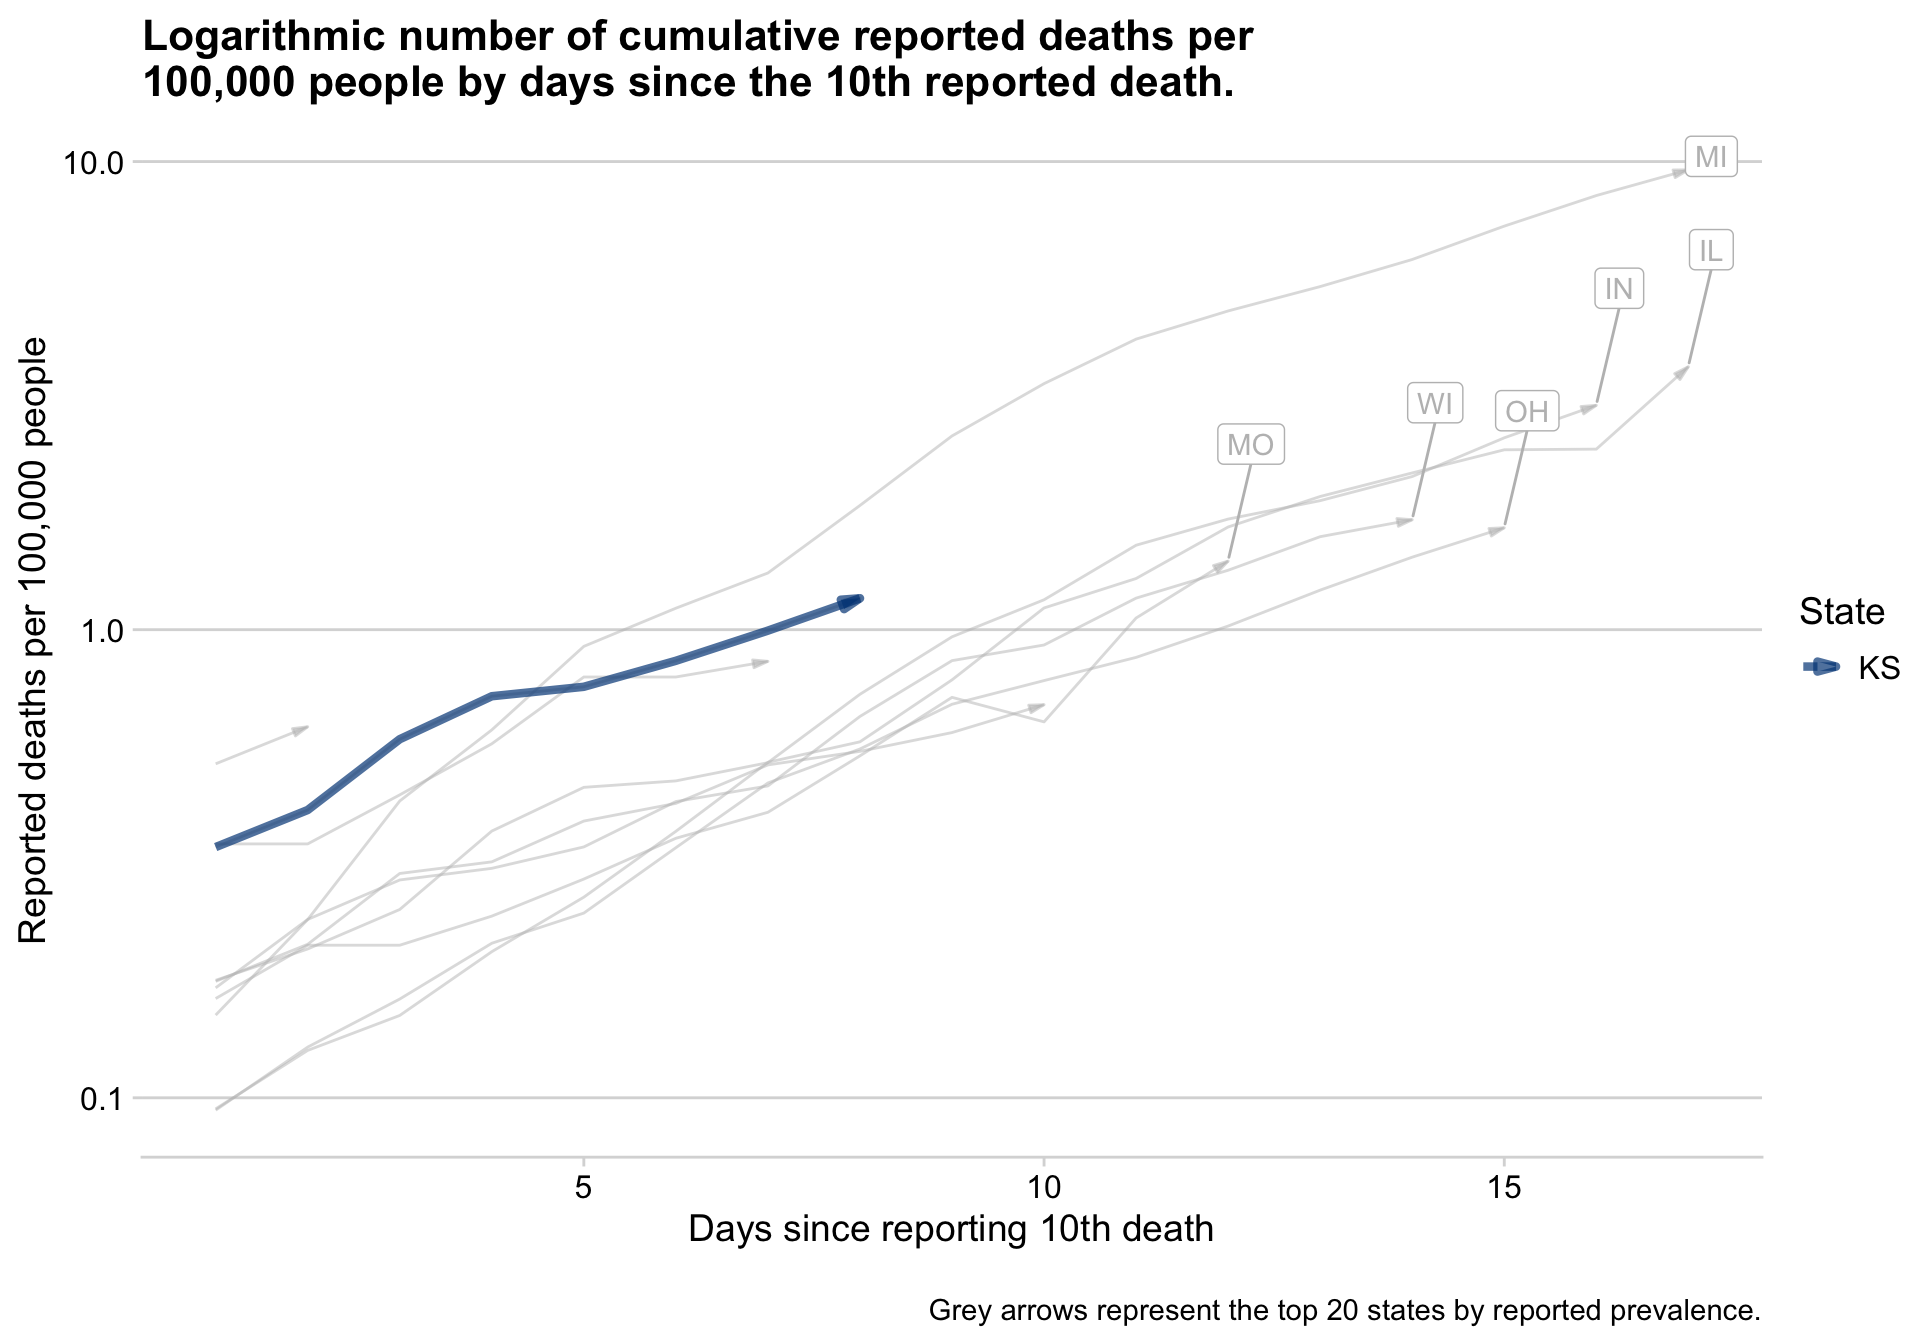 Logarithmic number of cumulative reported deaths per
100,000 people by days since the 10th reported death.
10.0
1.0
0.1
Reported deaths per 100,000 people
MI
IL
IN
WI
OH
MO
State
KS
5
10
15
Days since reporting 10th death
Grey arrows represent the top 20 states by reported prevalence.